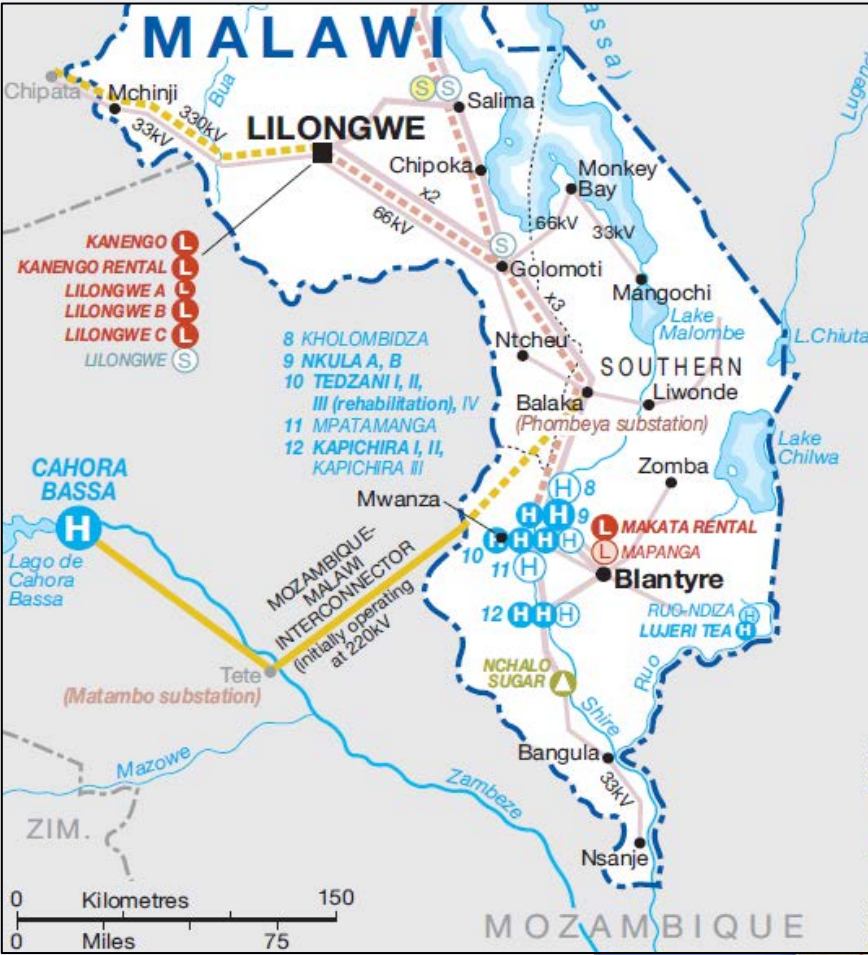 MALAWI
Chipata
Mchinji
Bua
330kV
33kV
LILONGWE
S
S
Salima
assa)
Lugen
Chipoka
x2
66kV
Monkey
Bay
66kV
33kV
KANENGO L
KANENGO RENTAL L
LILONGWE A L
LILONGWE B L
LILONGWE C L
LILONGWE S
S
Golomoti
x3
Mangochi
Lake
Malombe
L.Chiuta
8 KHOLOMBIDZA
9 NKULA A, B
10 TEDZANI I, II,
III (rehabilitation), IV
11 MPATAMANGA
12 KAPICHIRA I, II,
KAPICHIRA III
Ntcheu
SOUTHERN
Balaka
Liwonde
(Phombeya substation)
Lake
Chilwa
Zomba
CAHORA
BASSA
H
Lago de
Cahora
Bassa
Mwanza
H 8
H H 9
10 H H H H
11 H
L MAKATA RENTAL
L MAPANGA
Blantyre
MOZAMBIQUE-
MALAWI
INTERCONNECTOR
(initially operating
at 220kV
12 H H H
RUO-NDIZA H
LUJERI TEA H
Tete
(Matambo substation)
NCHALO
SUGAR
Shire
Ruo
Mazowe
Zambeze
Bangula
33kV
ZIM.
Nsanje
0 Kilometres 150
0 Miles 75
MOZAMBIQUE